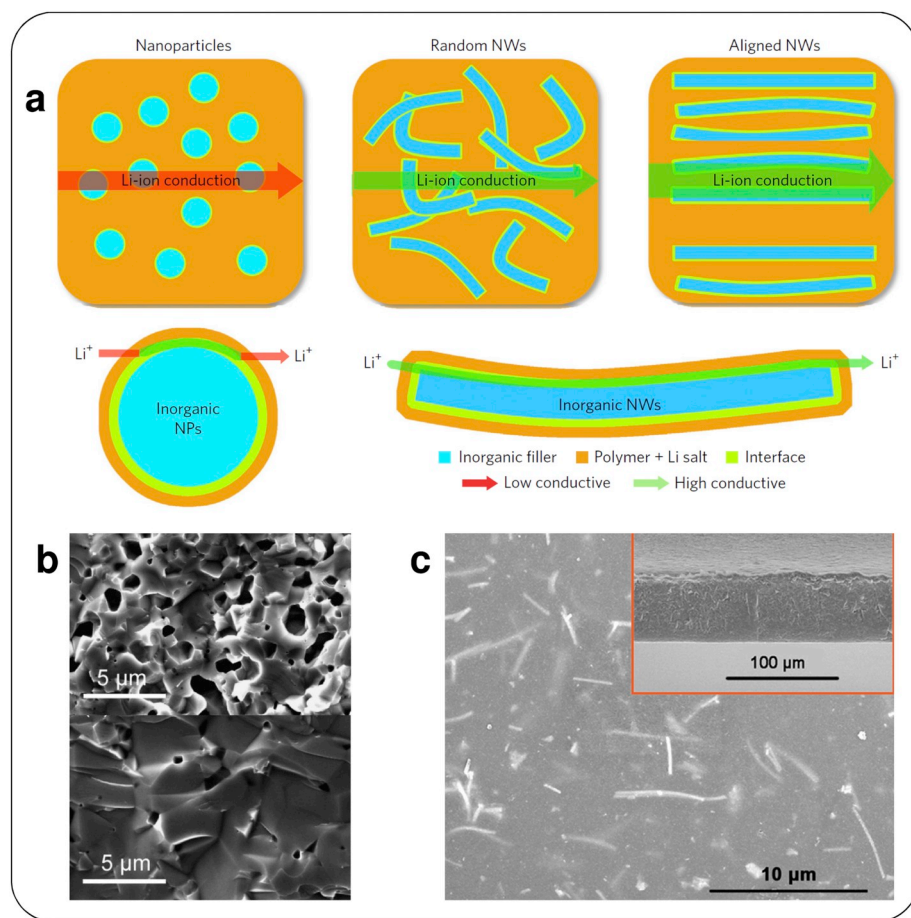 Nanoparticles
Random NWs
Aligned NWs
a
Li-ion conduction
Li-ion conduction
Li-ion conduction
Li⁺
Li⁺
Inorganic
NPs
Li⁺
Li⁺
Inorganic NWs
Inorganic filler
Polymer + Li salt
Interface
Low conductive
High conductive
b
5 µm
5 µm
c
100 µm
10 µm